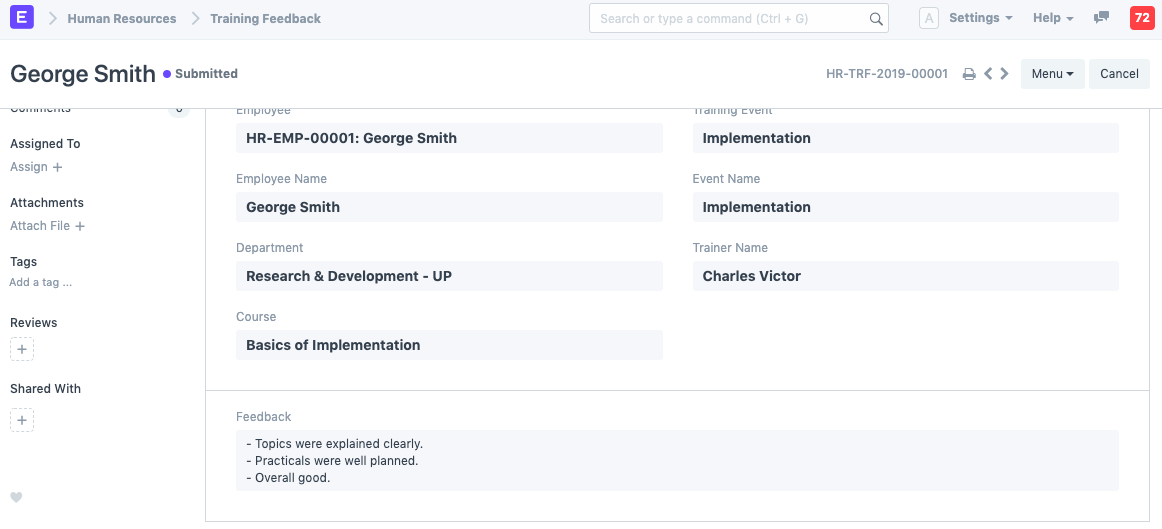 E Human Resources Training Feedback Search or type a command (Ctrl + G) A Settings Help 72
George Smith Submitted HR-TRF-2019-00001 Menu Cancel
Comments 0
Assigned To
Assign +
Attachments
Attach File +
Tags
Add a tag ...
Reviews
+
Shared With
+
Employee Training Event
HR-EMP-00001: George Smith Implementation
Employee Name Event Name
George Smith Implementation
Department Trainer Name
Research & Development - UP Charles Victor
Course
Basics of Implementation
Feedback
- Topics were explained clearly.
- Practicals were well planned.
- Overall good.